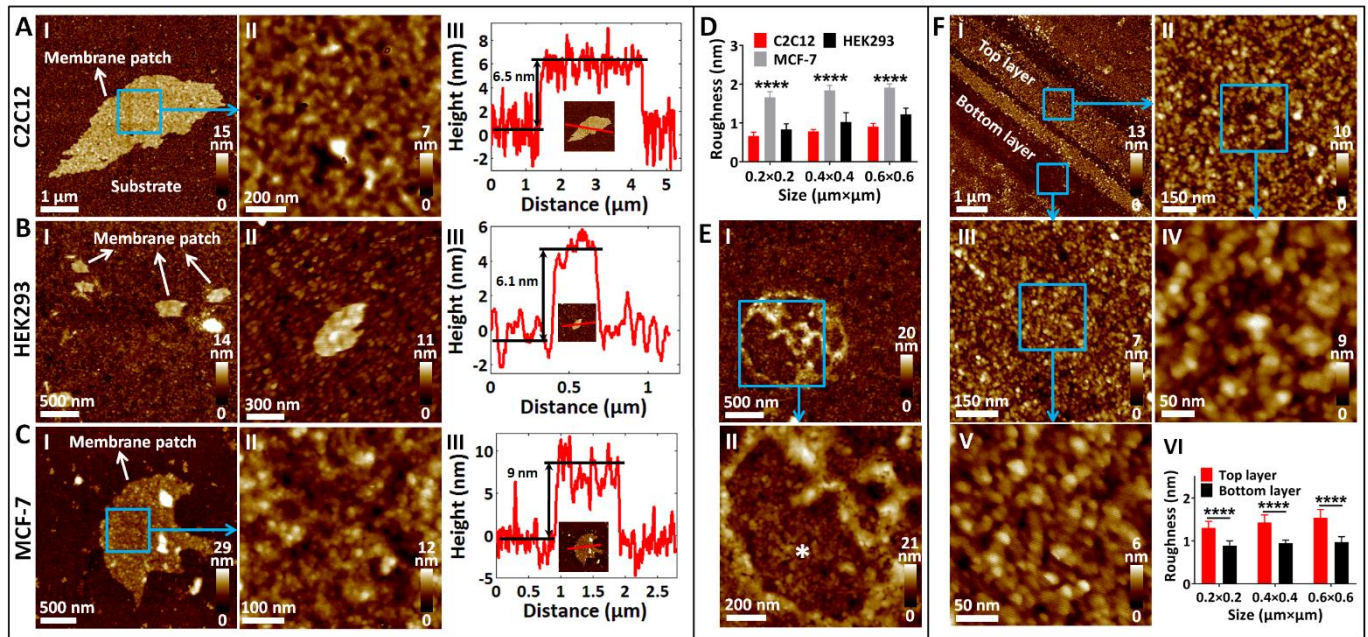 A
C2C12
I
Membrane patch
Substrate
15
nm
0
1 µm
II
7
nm
0
200 nm
III
Height (nm)
8
6
4
2
0
-2
6.5 nm
0 1 2 3 4 5
Distance (µm)
B
HEK293
I
Membrane patch
14
nm
0
500 nm
II
11
nm
0
300 nm
III
Height (nm)
6
4
2
0
-2
6.1 nm
0 0.5 1
Distance (µm)
C
MCF-7
I
Membrane patch
29
nm
0
500 nm
II
12
nm
0
100 nm
III
Height (nm)
10
5
0
-5
9 nm
0 0.5 1 1.5 2 2.5
Distance (µm)
D
C2C12 HEK293
MCF-7
Roughness (nm)
3
2
1
0
**** **** ****
0.2×0.2 0.4×0.4 0.6×0.6
Size (µm×µm)
E
I
20
nm
0
500 nm
II
*
21
nm
0
200 nm
F
I
Top layer
Bottom layer
13
nm
0
1 µm
II
10
nm
0
150 nm
III
7
nm
0
150 nm
IV
9
nm
0
50 nm
V
6
nm
0
50 nm
VI
Top layer
Bottom layer
Roughness (nm)
2
1
0
**** **** ****
0.2×0.2 0.4×0.4 0.6×0.6
Size (µm×µm)